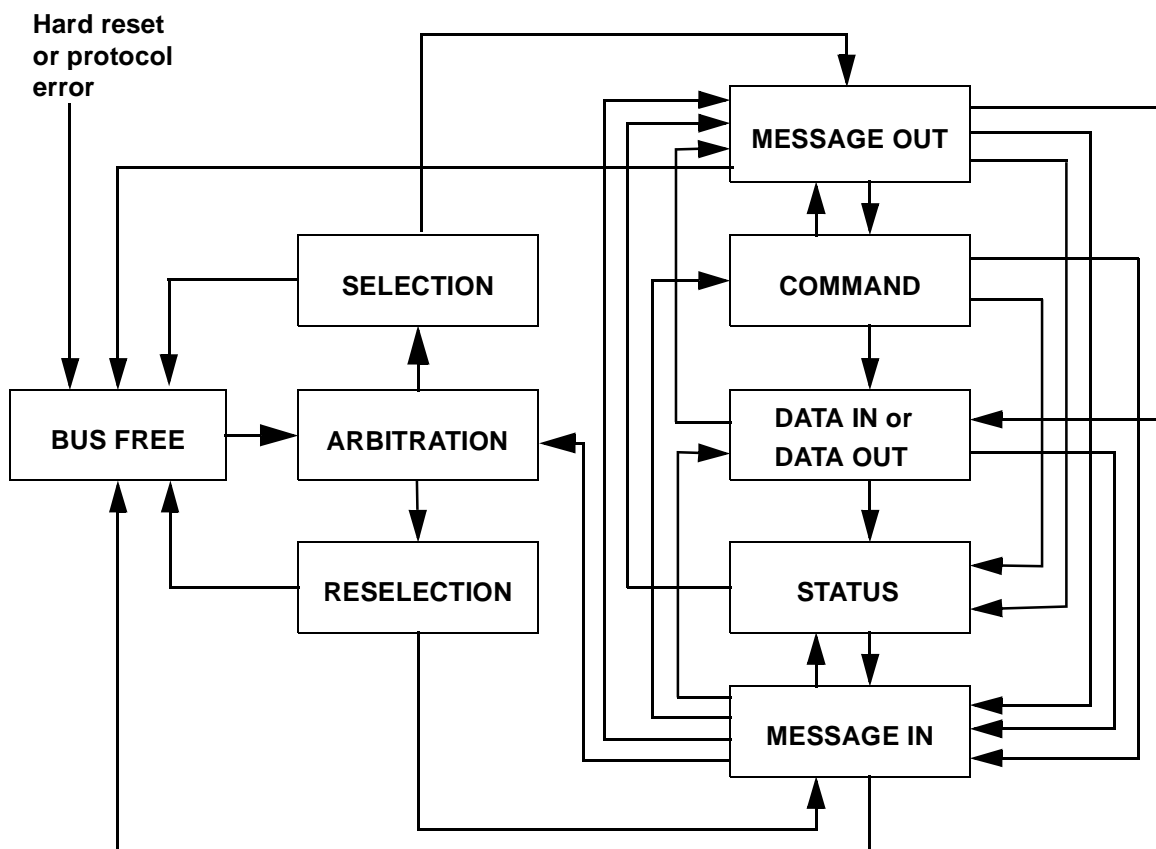 Hard reset
or protocol
error
MESSAGE OUT
SELECTION
COMMAND
BUS FREE
ARBITRATION
DATA IN or
DATA OUT
RESELECTION
STATUS
MESSAGE IN